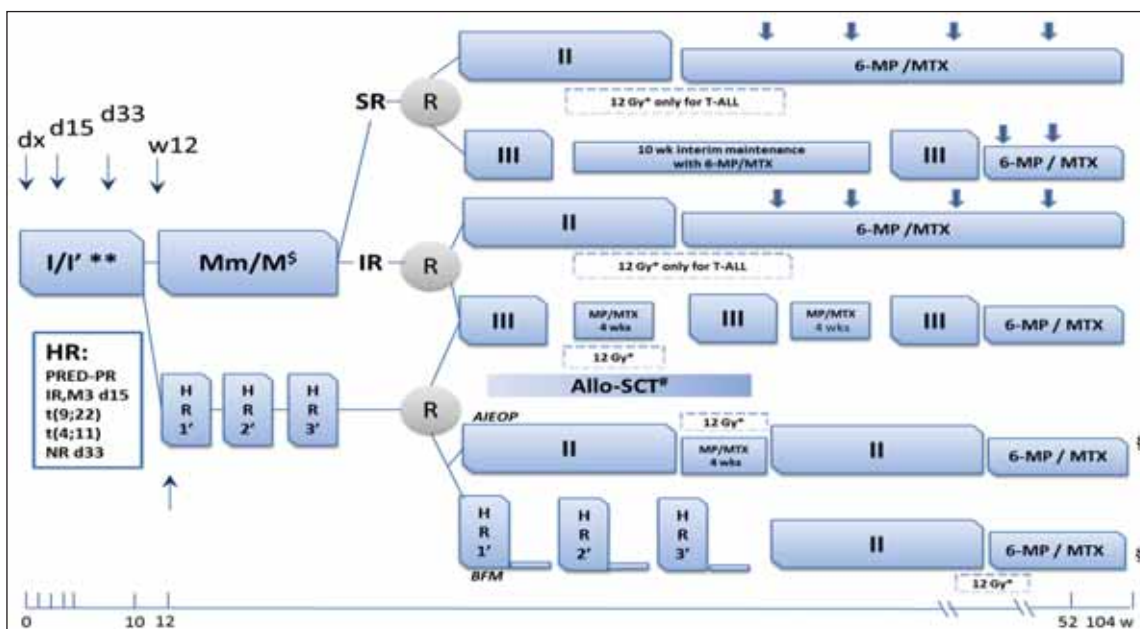 II
6-MP /MTX
SR
R
12 Gy* only for T-ALL
dx
d15
d33
w12
III
10 wk interim maintenance
with 6-MP/MTX
III
6-MP / MTX
II
6-MP /MTX
I/I' **
Mm/M$
IR
R
12 Gy* only for T-ALL
III
MP/MTX
4 wks
III
MP/MTX
4 wks
III
6-MP / MTX
12 Gy*
HR:
PRED-PR
IR,M3 d15
t(9;22)
t(4;11)
NR d33
H
R
1'
H
R
2'
H
R
3'
R
Allo-SCT#
AIEOP
12 Gy*
II
MP/MTX
4 wks
II
6-MP / MTX
§
H
R
1'
H
R
2'
H
R
3'
BFM
II
6-MP / MTX
§
12 Gy*
0
10
12
52
104 w